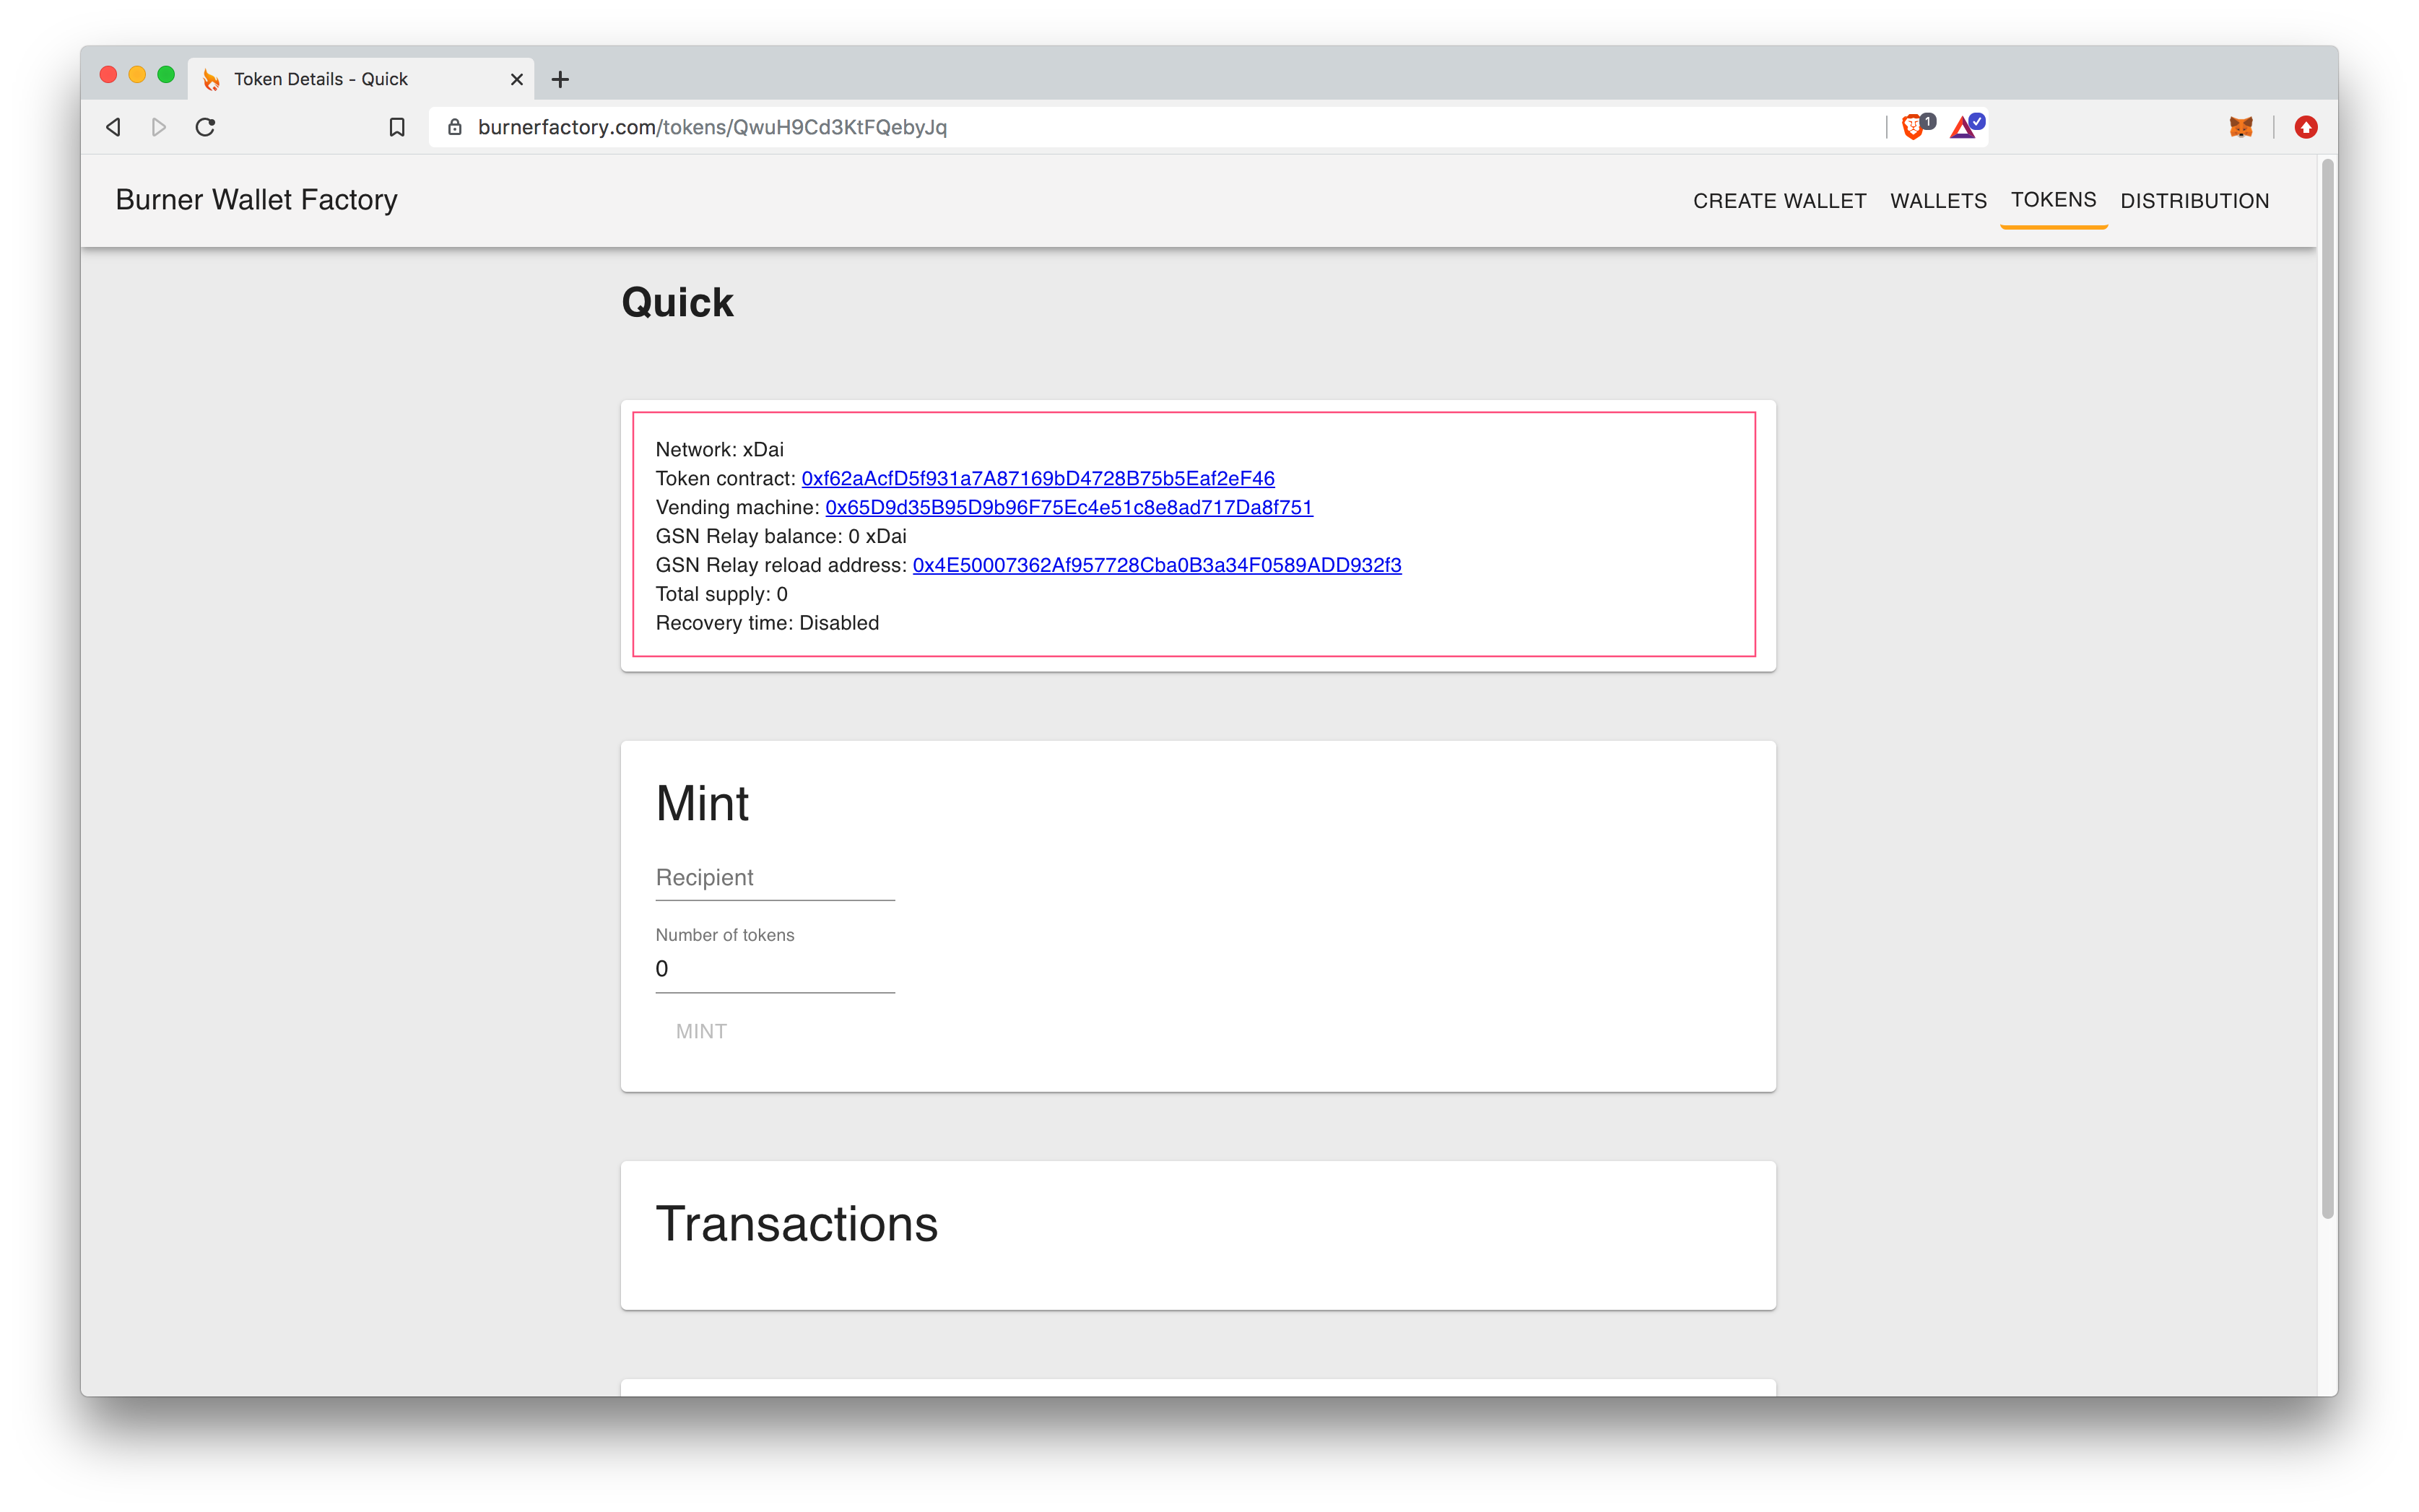 Token Details - Quick
burnerfactory.com/tokens/QwuH9Cd3KtFQebyJq
1
Burner Wallet Factory
CREATE WALLET
WALLETS
TOKENS
DISTRIBUTION
Quick
Network: xDai
Token contract: 0xf62aAcfD5f931a7A87169bD4728B75b5Eaf2eF46
Vending machine: 0x65D9d35B95D9b96F75Ec4e51c8e8ad717Da8f751
GSN Relay balance: 0 xDai
GSN Relay reload address: 0x4E50007362Af957728Cba0B3a34F0589ADD932f3
Total supply: 0
Recovery time: Disabled
Mint
Recipient
Number of tokens
0
MINT
Transactions